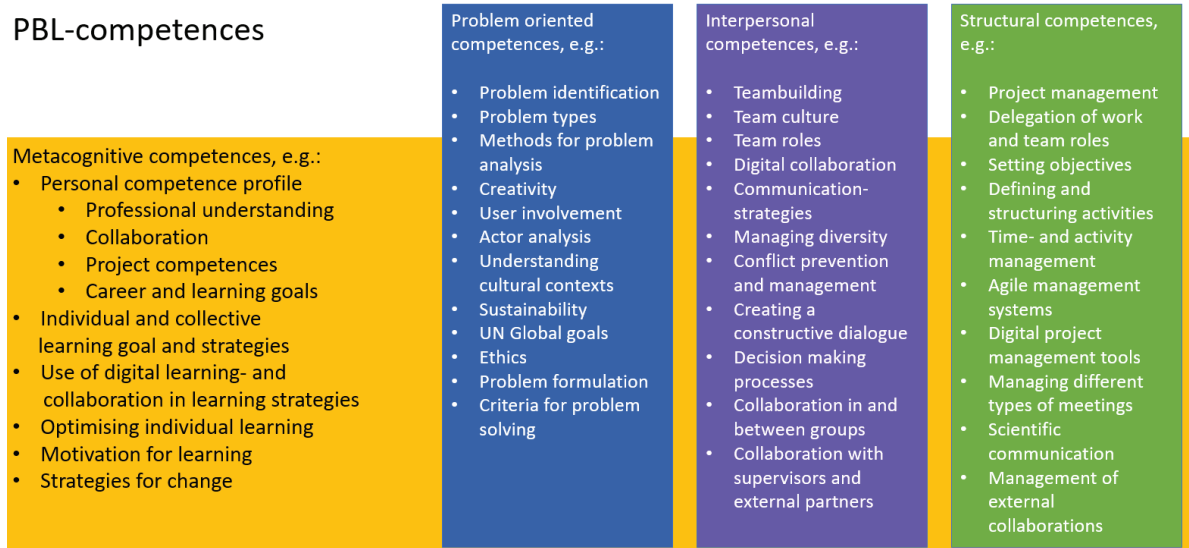 PBL-competences
Metacognitive competences, e.g.:
• Personal competence profile
• Professional understanding
• Collaboration
• Project competences
• Career and learning goals
• Individual and collective
learning goal and strategies
• Use of digital learning- and
collaboration in learning strategies
• Optimising individual learning
• Motivation for learning
• Strategies for change
Problem oriented
competences, e.g.:
• Problem identification
• Problem types
• Methods for problem
analysis
• Creativity
• User involvement
• Actor analysis
• Understanding
cultural contexts
• Sustainability
• UN Global goals
• Ethics
• Problem formulation
• Criteria for problem
solving
Interpersonal
competences, e.g.:
• Teambuilding
• Team culture
• Team roles
• Digital collaboration
• Communication-
strategies
• Managing diversity
• Conflict prevention
and management
• Creating a
constructive dialogue
• Decision making
processes
• Collaboration in and
between groups
• Collaboration with
supervisors and
external partners
Structural competences,
e.g.:
• Project management
• Delegation of work
and team roles
• Setting objectives
• Defining and
structuring activities
• Time- and activity
management
• Agile management
systems
• Digital project
management tools
• Managing different
types of meetings
• Scientific
communication
• Management of
external
collaborations